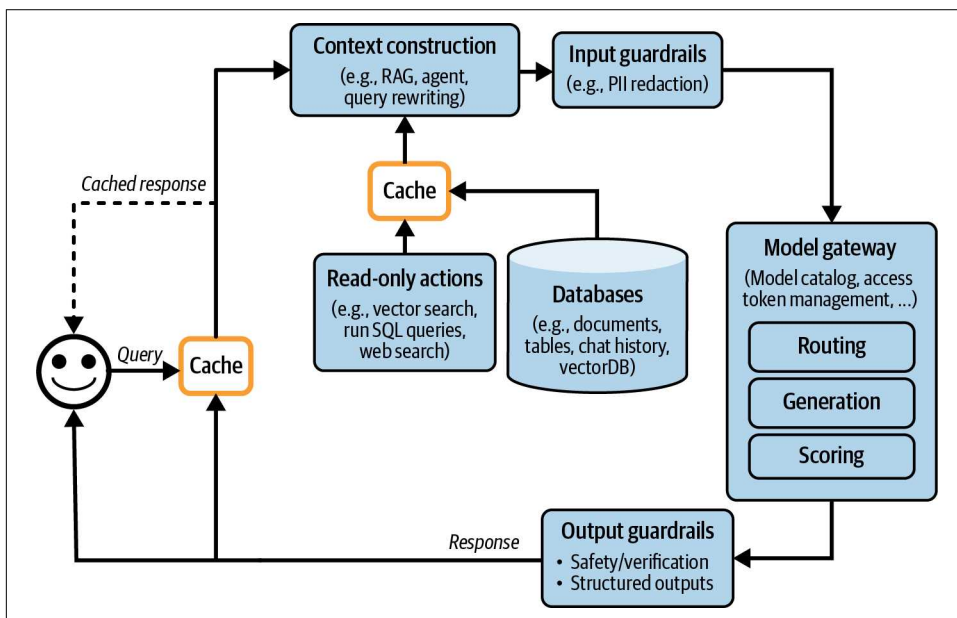 Context construction
(e.g., RAG, agent,
query rewriting)
Input guardrails
(e.g., PII redaction)
Cached response
Cache
Read-only actions
(e.g., vector search,
run SQL queries,
web search)
Databases
(e.g., documents,
tables, chat history,
vectorDB)
Model gateway
(Model catalog, access
token management, ...)
Routing
Generation
Scoring
Query
Cache
Response
Output guardrails
• Safety/verification
• Structured outputs